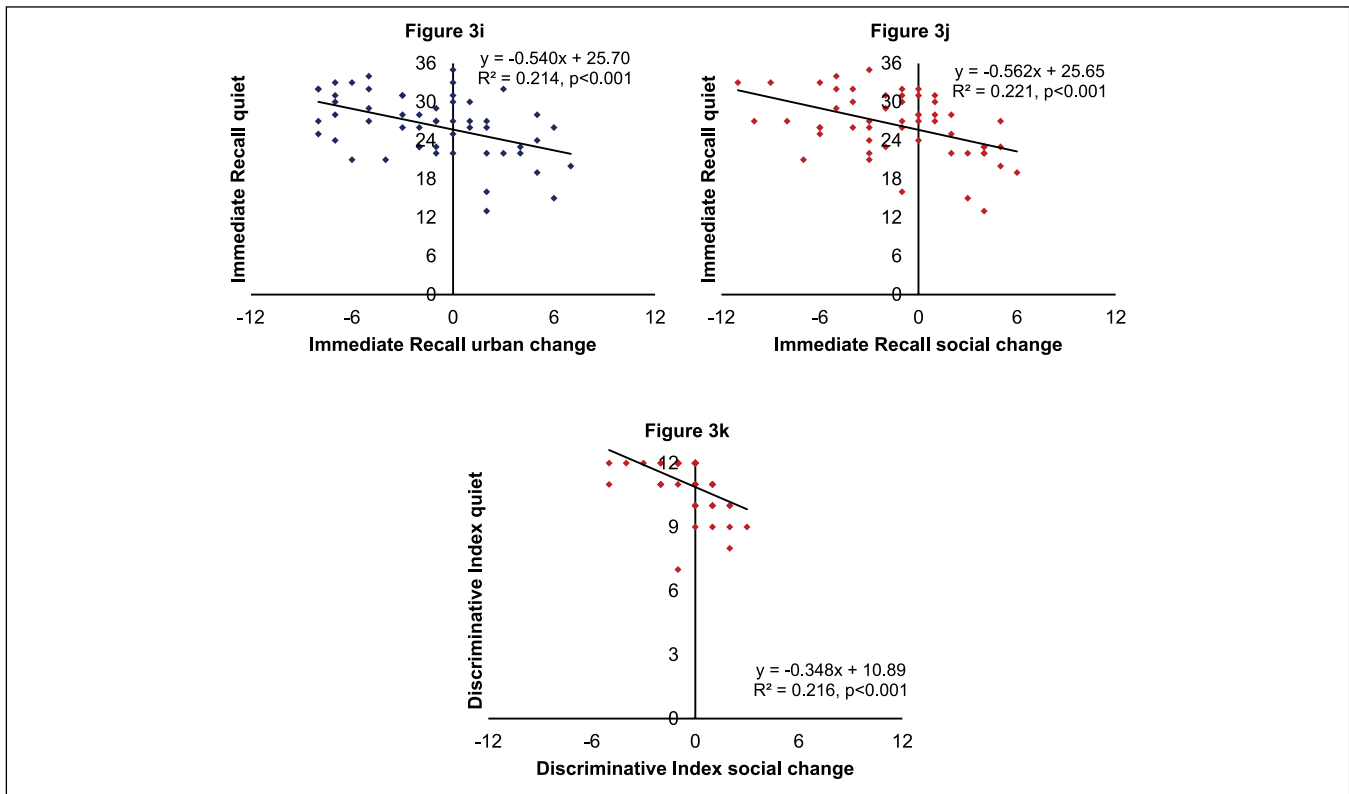 Figure 3i
y = -0.540x + 25.70
R² = 0.214, p<0.001
36
30
24
18
12
6
0
-12
-6
0
6
12
Immediate Recall quiet
Immediate Recall urban change
Figure 3j
y = -0.562x + 25.65
R² = 0.221, p<0.001
36
30
24
18
12
6
0
-12
-6
0
6
12
Immediate Recall quiet
Immediate Recall social change
Figure 3k
12
9
6
3
0
y = -0.348x + 10.89
R² = 0.216, p<0.001
-12
-6
0
6
12
Discriminative Index quiet
Discriminative Index social change